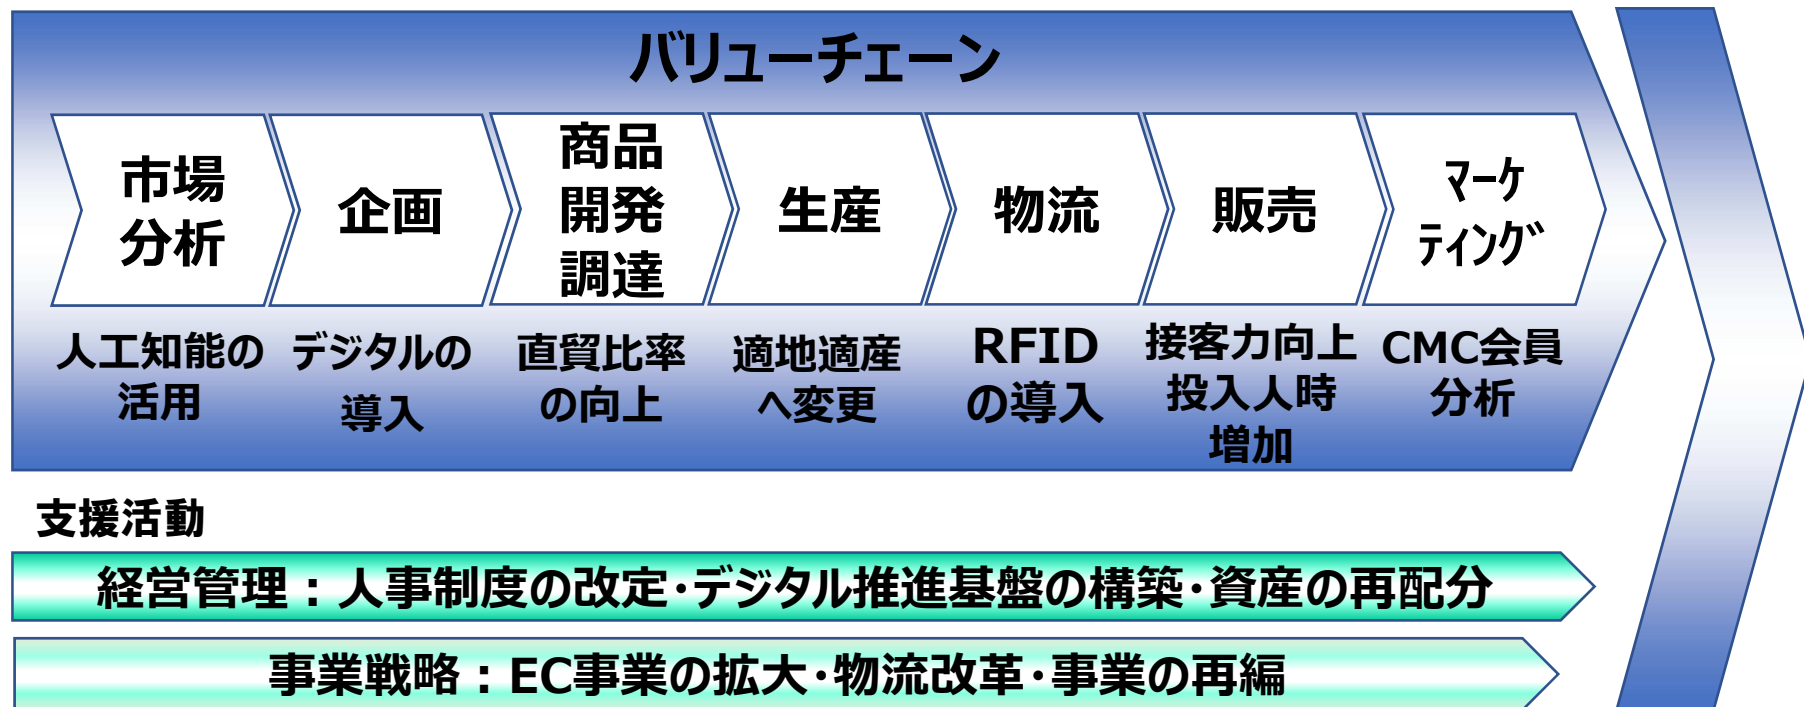 バリューチェーン
市場
分析
企画
商品
開発
調達
生産
物流
販売
ﾏｰｹ
ﾃｨﾝｸﾞ
人工知能の
活用
デジタルの
導入
直貿比率
の向上
適地適産
へ変更
RFID
の導入
接客力向上
投入人時
増加
CMC会員
分析
支援活動
経営管理：人事制度の改定･デジタル推進基盤の構築･資産の再配分
事業戦略：EC事業の拡大･物流改革･事業の再編